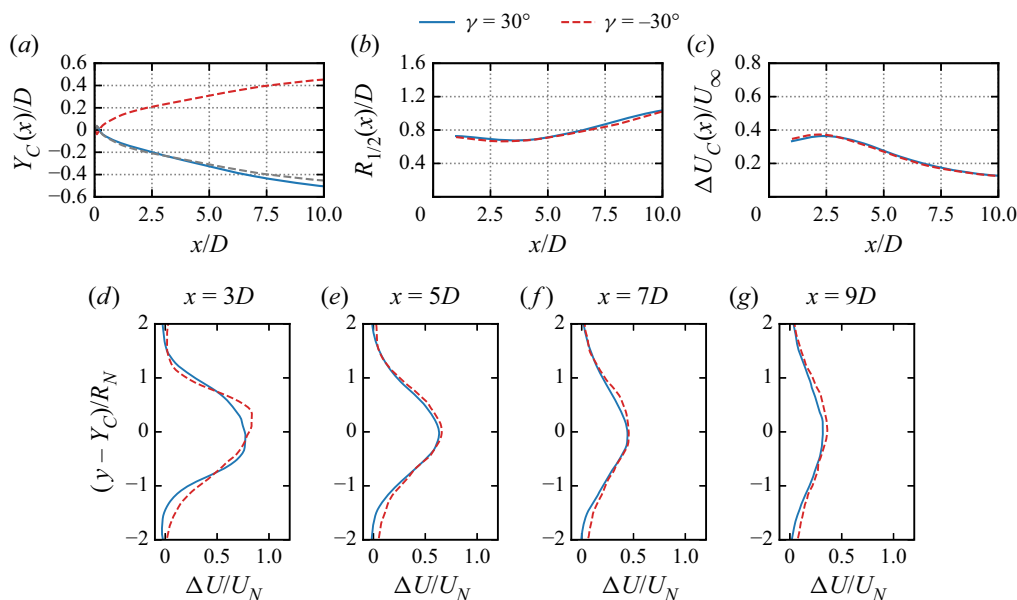 γ = 30° γ = −30°
(a) (b) (c)
0.6 1.6 0.8
0.4 1.2 0.6
0.2 0.8 0.4
0 0.4 0.2
−0.2
−0.4
−0.6
Y_C(x)/D R_{1/2}(x)/D ΔU_C(x)/U_∞
0 2.5 5.0 7.5 10.0 0 2.5 5.0 7.5 10.0 0 2.5 5.0 7.5 10.0
x/D x/D x/D
(d) x = 3D (e) x = 5D (f) x = 7D (g) x = 9D
2 2 2 2
1 1 1 1
0 0 0 0
−1 −1 −1 −1
−2 −2 −2 −2
(y − Y_C)/R_N
0 0.5 1.0 0 0.5 1.0 0 0.5 1.0 0 0.5 1.0
ΔU/U_N ΔU/U_N ΔU/U_N ΔU/U_N